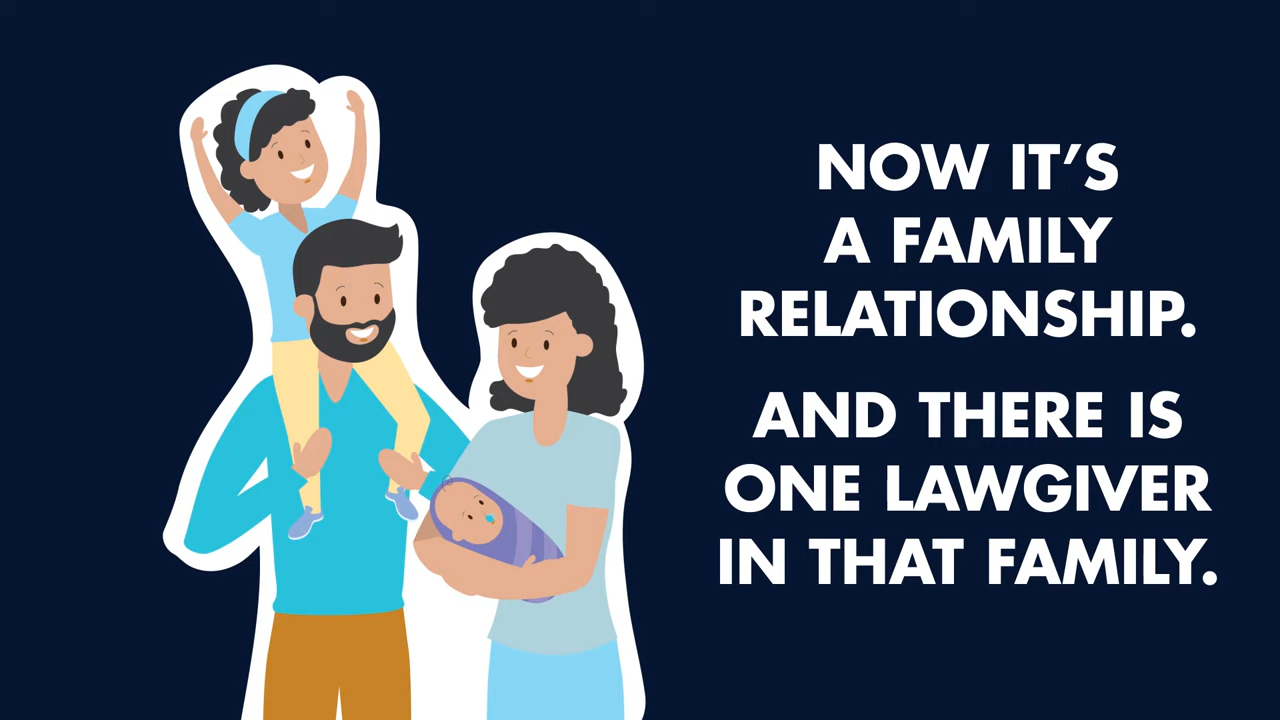 NOW IT’S
A FAMILY
RELATIONSHIP.
AND THERE IS
ONE LAWGIVER
IN THAT FAMILY.